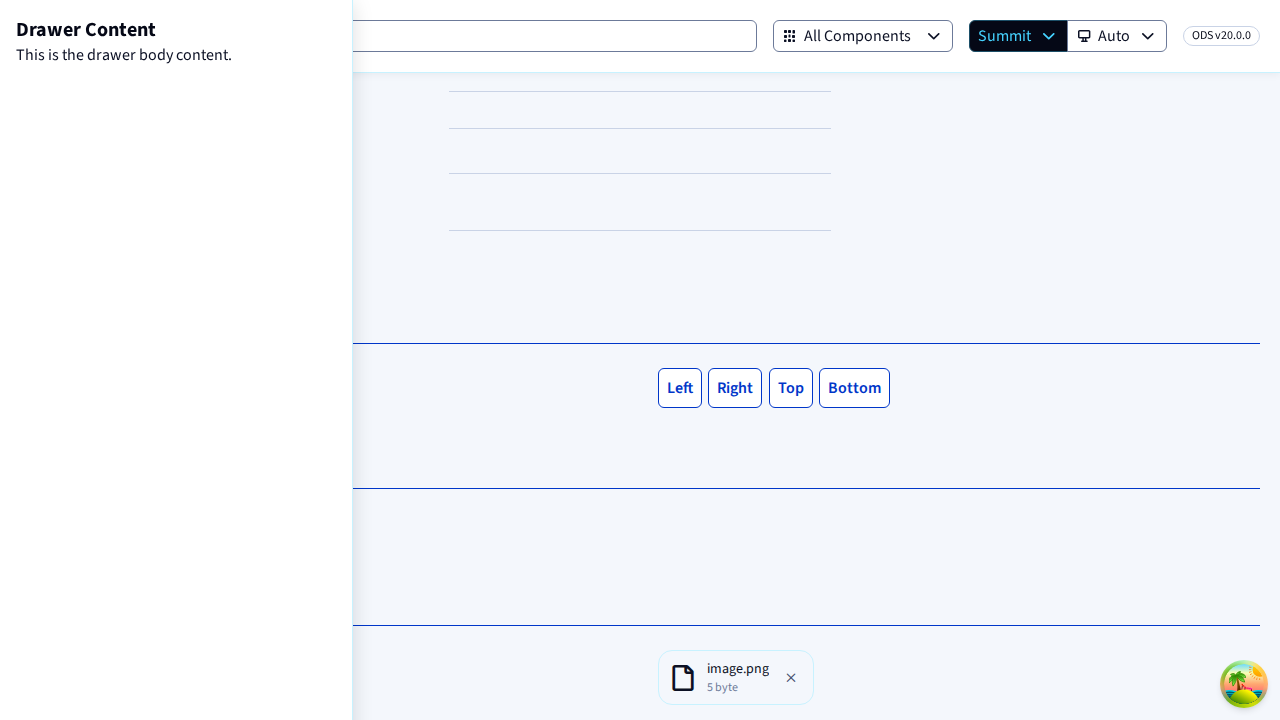 Drawer Content
This is the drawer body content.
All Components
Summit
Auto
ODS v20.0.0
Left
Right
Top
Bottom
image.png
5 byte